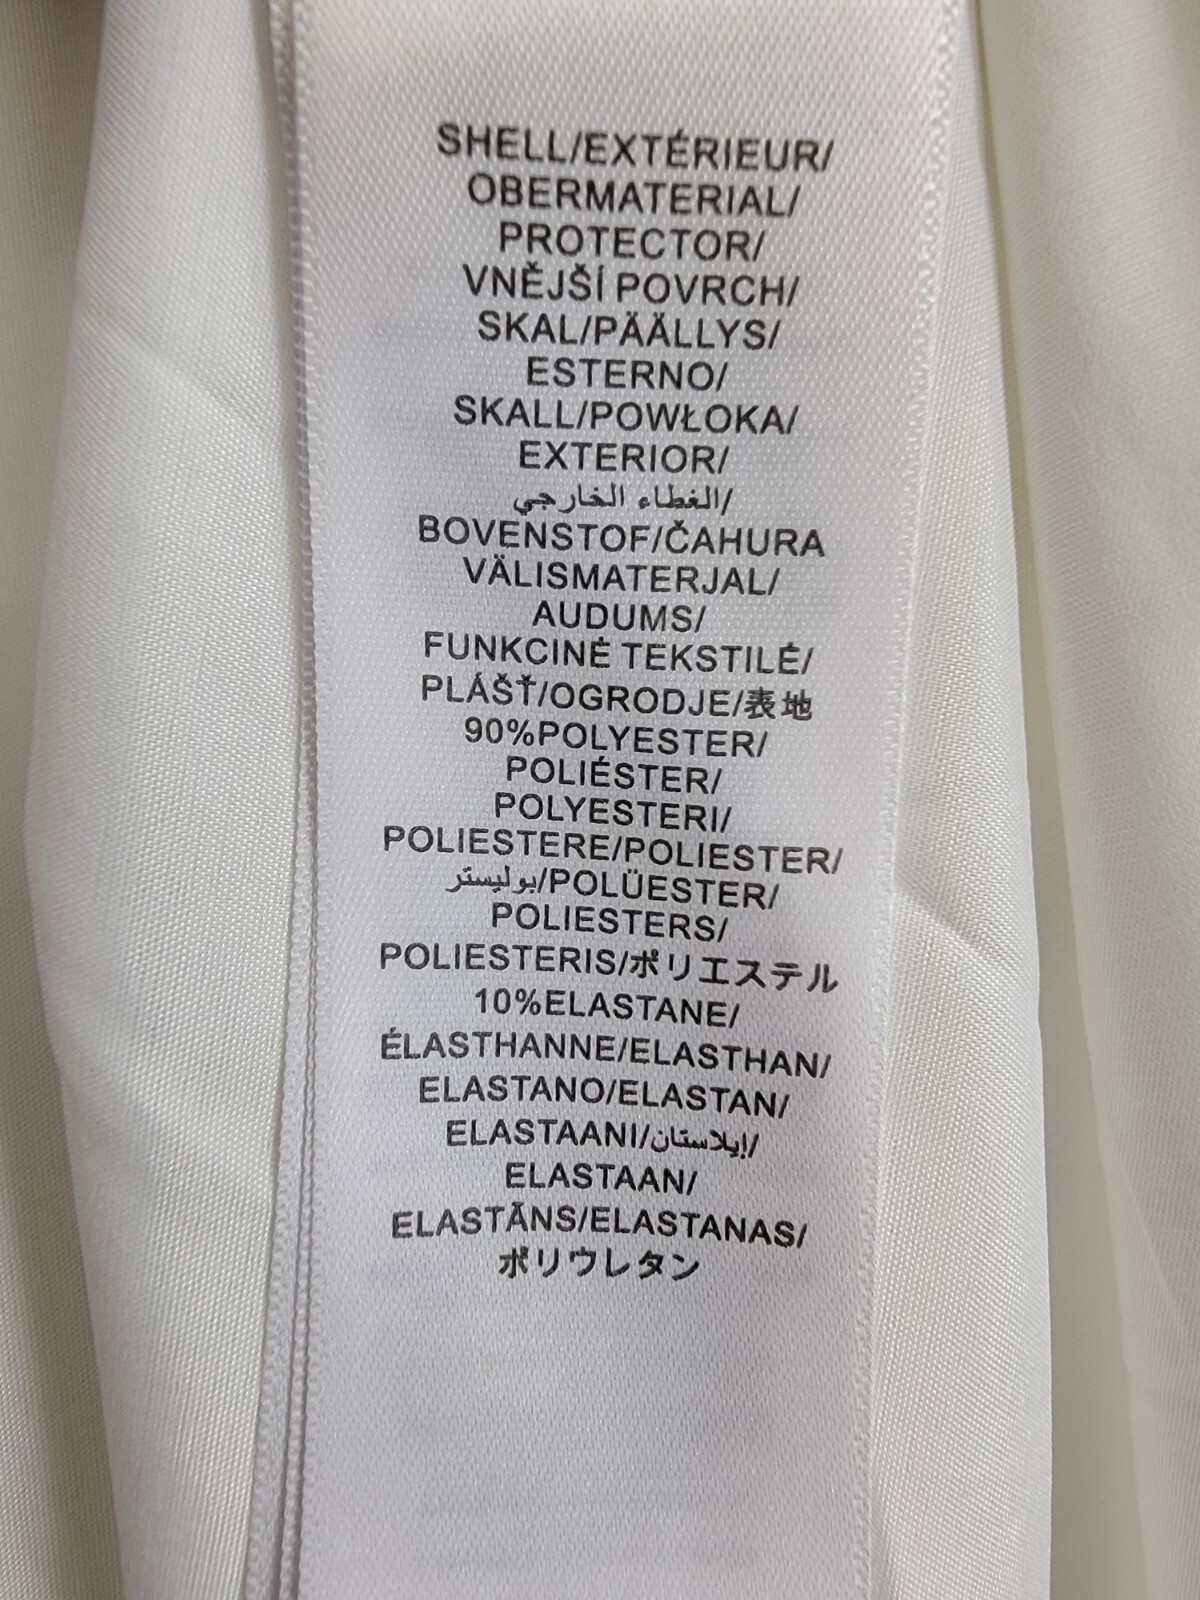 SHELL/EXTÉRIEUR/
OBERMATERIAL/
PROTECTOR/
VNĚJŠÍ POVRCH/
SKAL/PÄÄLLYS/
ESTERNO/
SKALL/POWŁOKA/
EXTERIOR/
الغطاء الخارجي/
BOVENSTOF/ČAHURA
VÄLISMATERJAL/
AUDUMS/
FUNKCINĖ TEKSTILĖ/
PLÁŠŤ/OGRODJE/表地
90%POLYESTER/
POLIÉSTER/
POLYESTERI/
POLIESTERE/POLIESTER/
بوليستر/POLÜESTER/
POLIESTERS/
POLIESTERIS/ポリエステル
10%ELASTANE/
ÉLASTHANNE/ELASTHAN/
ELASTANO/ELASTAN/
ELASTAANI/إيلاستان/
ELASTAAN/
ELASTĀNS/ELASTANAS/
ポリウレタン